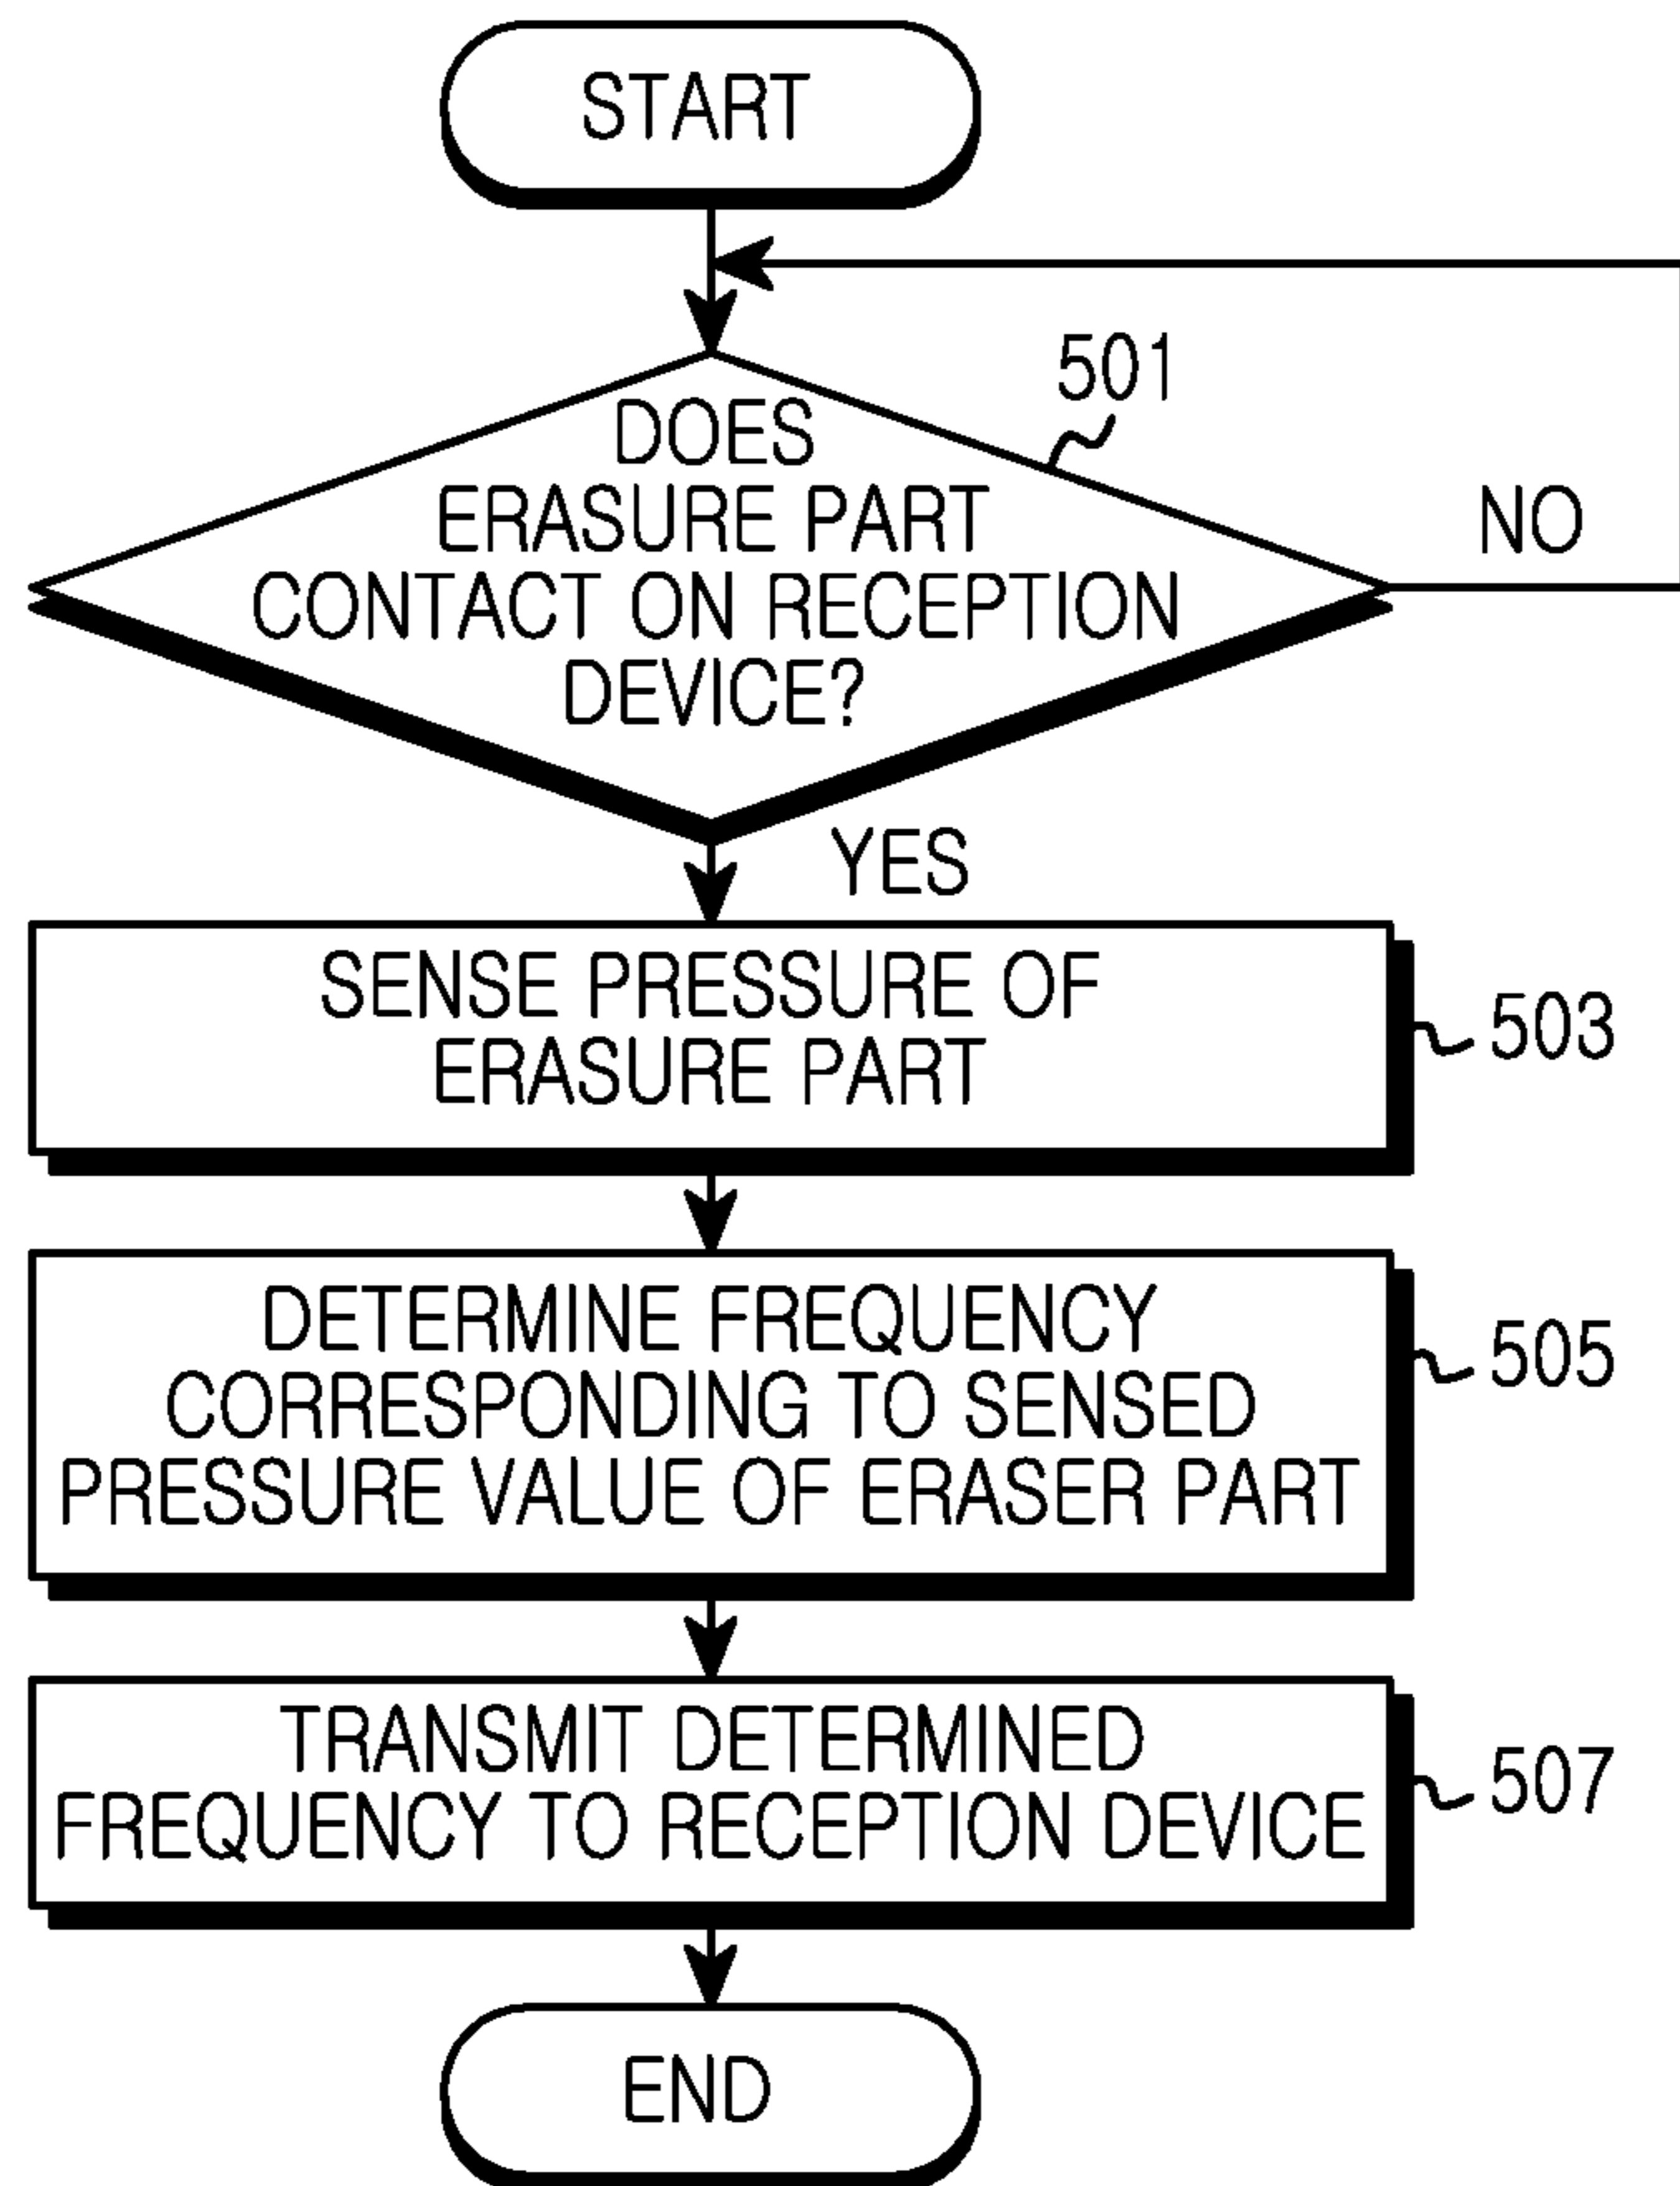 START
501
DOES
ERASURE PART
CONTACT ON RECEPTION
DEVICE?
NO
YES
SENSE PRESSURE OF
ERASURE PART
503
DETERMINE FREQUENCY
CORRESPONDING TO SENSED
PRESSURE VALUE OF ERASER PART
505
TRANSMIT DETERMINED
FREQUENCY TO RECEPTION DEVICE
507
END